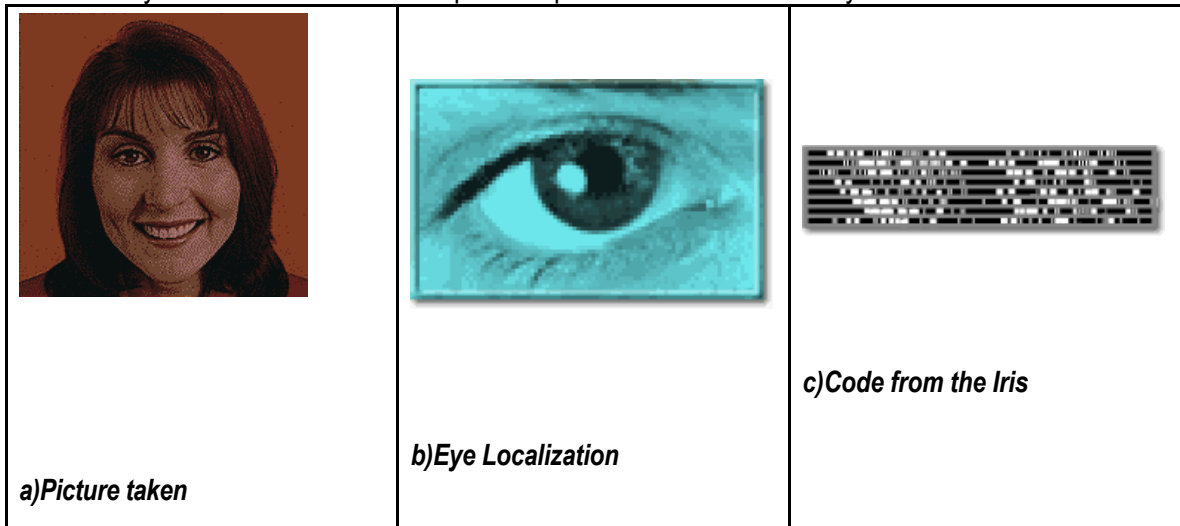 a)Picture taken
b)Eye Localization
c)Code from the Iris